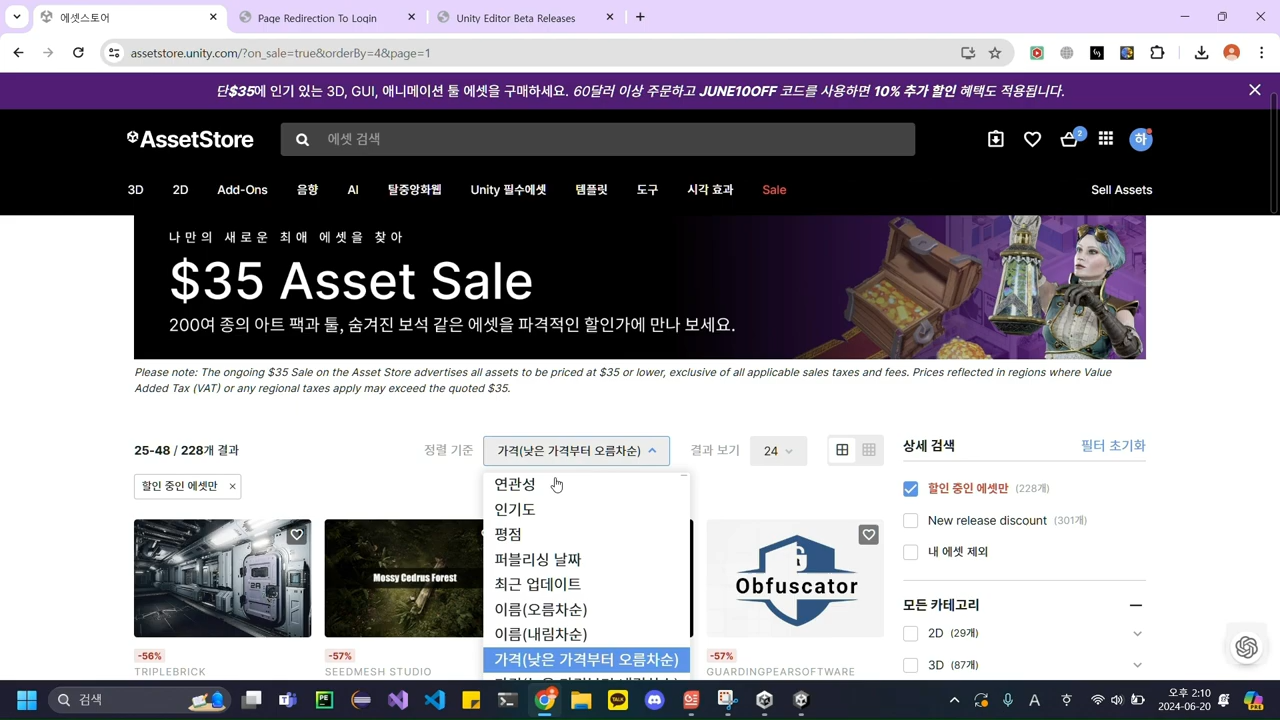 에셋스토어
Page Redirection To Login
Unity Editor Beta Releases
assetstore.unity.com/?on_sale=true&orderBy=4&page=1
단$35에 인기 있는 3D, GUI, 애니메이션 툴 에셋을 구매하세요. 60달러 이상 주문하고 JUNE10OFF 코드를 사용하면 10% 추가 할인 혜택도 적용됩니다.
AssetStore
에셋 검색
2
하
3D 2D Add-Ons 음향 AI 탈중앙화웹 Unity 필수에셋 템플릿 도구 시각 효과 Sale Sell Assets
나만의 새로운 최애 에셋을 찾아
$35 Asset Sale
200여 종의 아트 팩과 툴, 숨겨진 보석 같은 에셋을 파격적인 할인가에 만나 보세요.
Please note: The ongoing $35 Sale on the Asset Store advertises all assets to be priced at $35 or lower, exclusive of all applicable sales taxes and fees. Prices reflected in regions where Value
Added Tax (VAT) or any regional taxes apply may exceed the quoted $35.
25-48 / 228개 결과
정렬 기준
가격(낮은 가격부터 오름차순)
결과 보기
24
상세 검색
필터 초기화
할인 중인 에셋만
연관성
인기도
평점
퍼블리싱 날짜
최근 업데이트
이름(오름차순)
이름(내림차순)
가격(낮은 가격부터 오름차순)
할인 중인 에셋만 (228개)
New release discount (301개)
내 에셋 제외
모든 카테고리
2D (29개)
3D (87개)
Mossy Cedrus Forest
Obfuscator
-56%
TRIPLEBRICK
-57%
SEEDMESH STUDIO
-57%
GUARDINGPEARSOFTWARE
검색
A
오후 2:10
2024-06-20